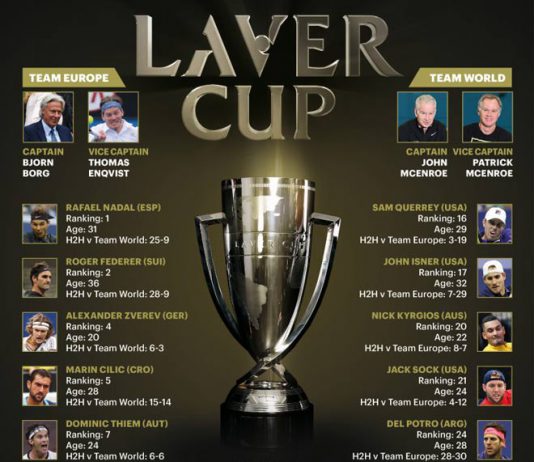 LAVER
CUP
TEAM EUROPE
CAPTAIN
BJORN
BORG
VICE CAPTAIN
THOMAS
ENQVIST
TEAM WORLD
CAPTAIN
JOHN
MCENROE
VICE CAPTAIN
PATRICK
MCENROE
LAVER CUP
RAFAEL NADAL (ESP)
Ranking: 1
Age: 31
H2H v Team World: 25-9
ROGER FEDERER (SUI)
Ranking: 2
Age: 36
H2H v Team World: 28-9
ALEXANDER ZVEREV (GER)
Ranking: 4
Age: 20
H2H v Team World: 6-3
MARIN CILIC (CRO)
Ranking: 5
Age: 28
H2H v Team World: 15-14
DOMINIC THIEM (AUT)
Ranking: 7
Age: 24
H2H v Team World: 6-6
SAM QUERREY (USA)
Ranking: 16
Age: 29
H2H v Team Europe: 3-19
JOHN ISNER (USA)
Ranking: 17
Age: 32
H2H v Team Europe: 7-29
NICK KYRGIOS (AUS)
Ranking: 20
Age: 22
H2H v Team Europe: 8-7
JACK SOCK (USA)
Ranking: 21
Age: 24
H2H v Team Europe: 4-12
DEL POTRO (ARG)
Ranking: 24
Age: 28
H2H v Team Europe: 28-30